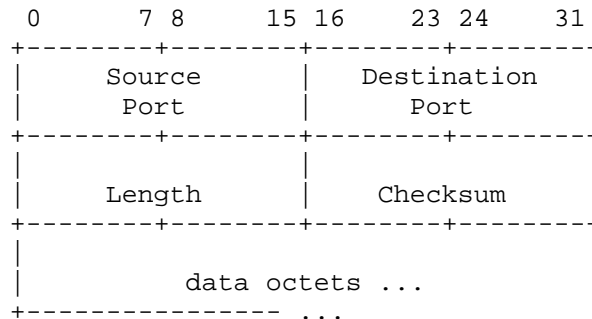 0 7 8 15 16 23 24 31
+--------+--------+--------+--------
| Source | Destination
| Port | Port
+--------+--------+--------+--------
| |
| Length | Checksum
+--------+--------+--------+--------
|
| data octets ...
+---------------- ...